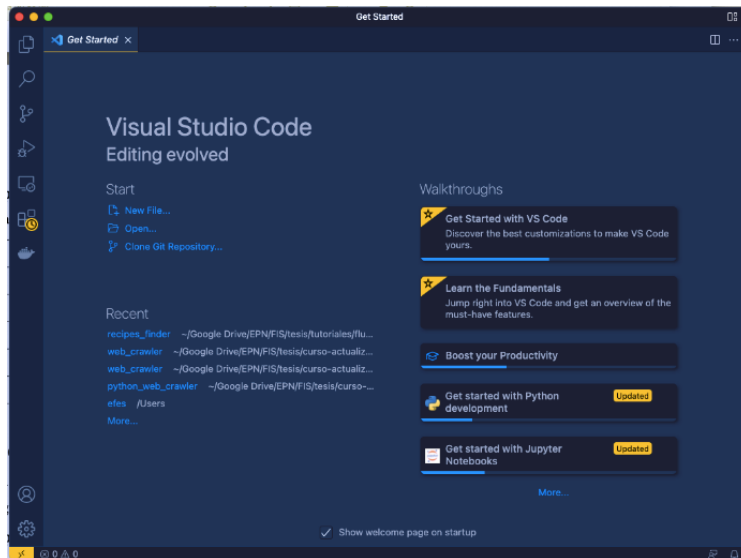 Get Started
Get Started
Visual Studio Code
Editing evolved
Start
New File...
Open...
Clone Git Repository...
Recent
recipes_finder ~/Google Drive/EPN/FIS/tesis/tutoriales/flu...
web_crawler ~/Google Drive/EPN/FIS/tesis/curso-actualiz...
web_crawler ~/Google Drive/EPN/FIS/tesis/curso-actualiz...
python_web_crawler ~/Google Drive/EPN/FIS/tesis/curso-...
efes /Users
More...
Walkthroughs
Get Started with VS Code
Discover the best customizations to make VS Code
yours.
Learn the Fundamentals
Jump right into VS Code and get an overview of the
must-have features.
Boost your Productivity
Get started with Python Updated
development
Get started with Jupyter Updated
Notebooks
More...
Show welcome page on startup
0 0